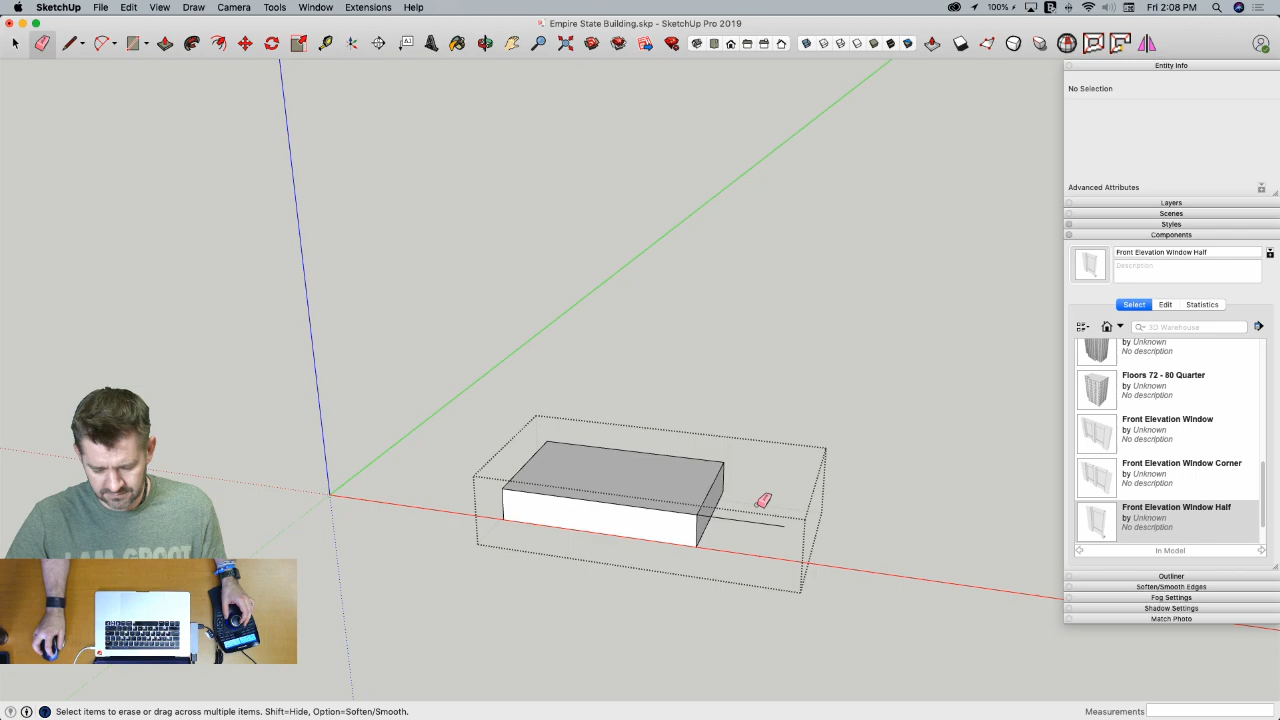 SketchUp File Edit View Draw Camera Tools Window Extensions Help 100% Fri 2:08 PM
Empire State Building.skp - SketchUp Pro 2019
Entity Info
No Selection
Advanced Attributes
Layers
Scenes
Styles
Components
Front Elevation Window Half
Description
Select Edit Statistics
3D Warehouse
by Unknown
No description
Floors 72 - 80 Quarter
by Unknown
No description
Front Elevation Window
by Unknown
No description
Front Elevation Window Corner
by Unknown
No description
Front Elevation Window Half
by Unknown
No description
In Model
Outliner
Soften/Smooth Edges
Fog Settings
Shadow Settings
Match Photo
I AM GROOT
Select items to erase or drag across multiple items. Shift=Hide, Option=Soften/Smooth. Measurements